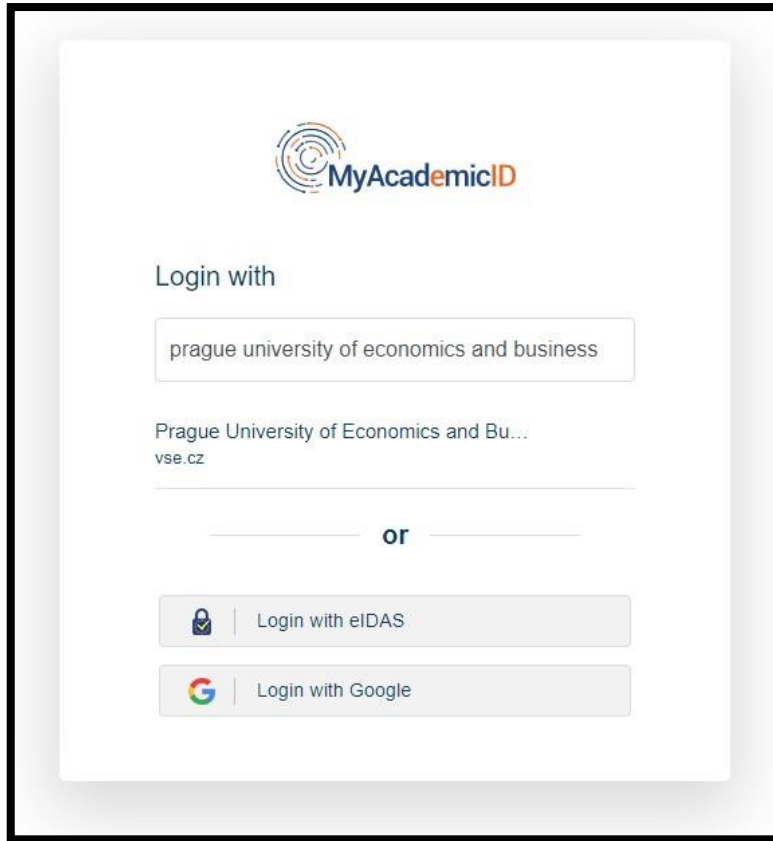 MyAcademicID
Login with
prague university of economics and business
Prague University of Economics and Bu...
vse.cz
or
Login with eIDAS
Login with Google